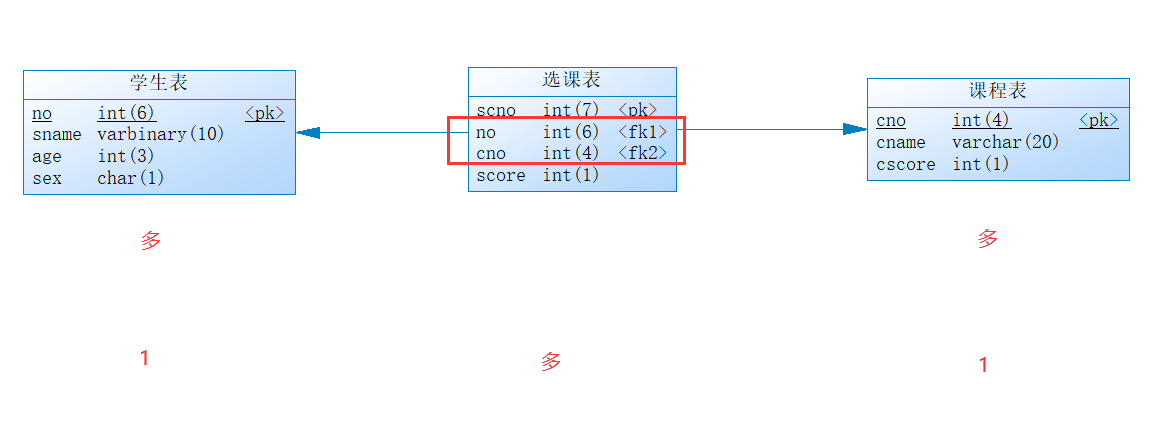 学生表
no int(6) <pk>
sname varbinary(10)
age int(3)
sex char(1)
选课表
scno int(7) <pk>
no int(6) <fk1>
cno int(4) <fk2>
score int(1)
课程表
cno int(4) <pk>
cname varchar(20)
cscore int(1)
多
多
1
多
1